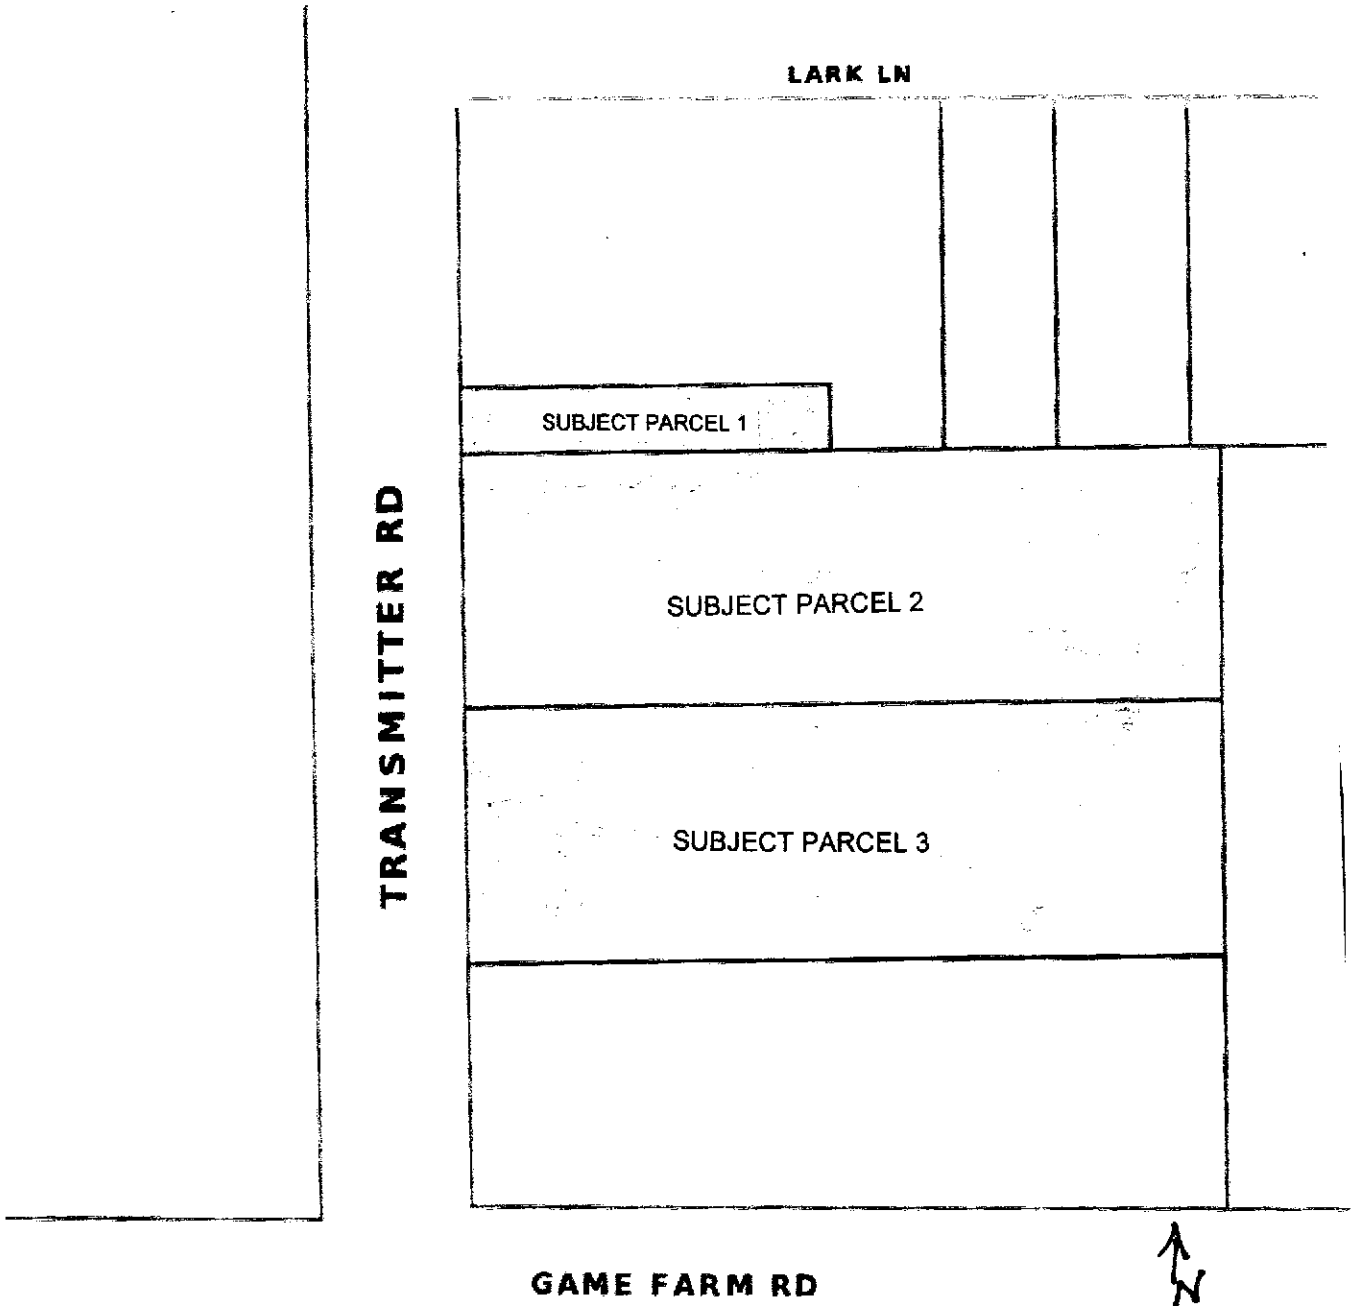 LARK LN
SUBJECT PARCEL 1
TRANSMITTER RD
SUBJECT PARCEL 2
SUBJECT PARCEL 3
GAME FARM RD
N